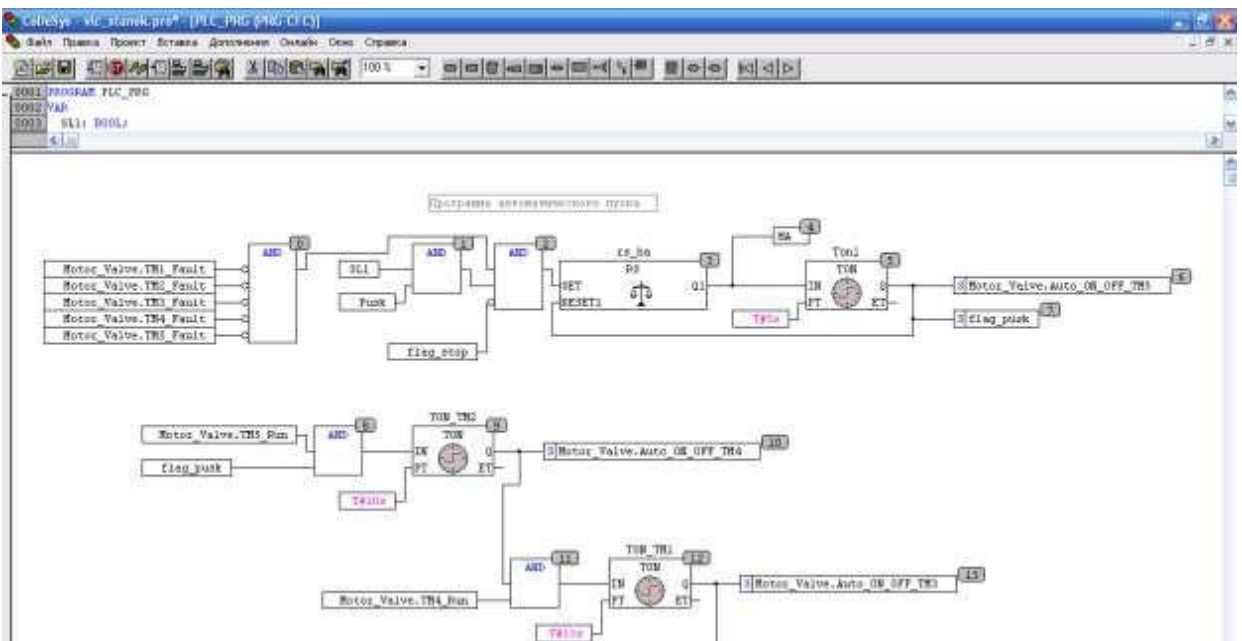 CoDeSys - vlc_stanok.pro* - [PLC_PRG (PRG-CFC)]
Файл Правка Проект Вставка Дополнения Онлайн Окно Справка
100 %
0001 PROGRAM PLC_PRG
0002 VAR
0003 SL1: BOOL;
Программа автоматического пуска
Motor_Valve.TM1_Fault
Motor_Valve.TM2_Fault
Motor_Valve.TM3_Fault
Motor_Valve.TM4_Fault
Motor_Valve.TM5_Fault
AND 0
SL1
Pusk
AND 1
flag_stop
AND 2
rs_ha
RS 3
SET Q1
RESET1
HA 4
Ton1
TON 5
IN Q
PT ET
T#5s
S Motor_Valve.Auto_ON_OFF_TM5 6
S flag_pusk 7
Motor_Valve.TM5_Run
flag_pusk
AND 8
TON_TM2
TON 9
IN Q
PT ET
T#10s
S Motor_Valve.Auto_ON_OFF_TM4 10
AND 11
Motor_Valve.TM4_Run
TON_TM1
TON 12
IN Q
PT ET
S Motor_Valve.Auto_ON_OFF_TM3 13